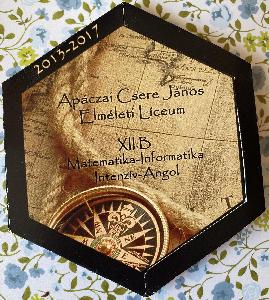 2013-2017
Apáczai Csere János
Elméleti Líceum
XII.B
Matematika-Informatika
Intenzív-Angol